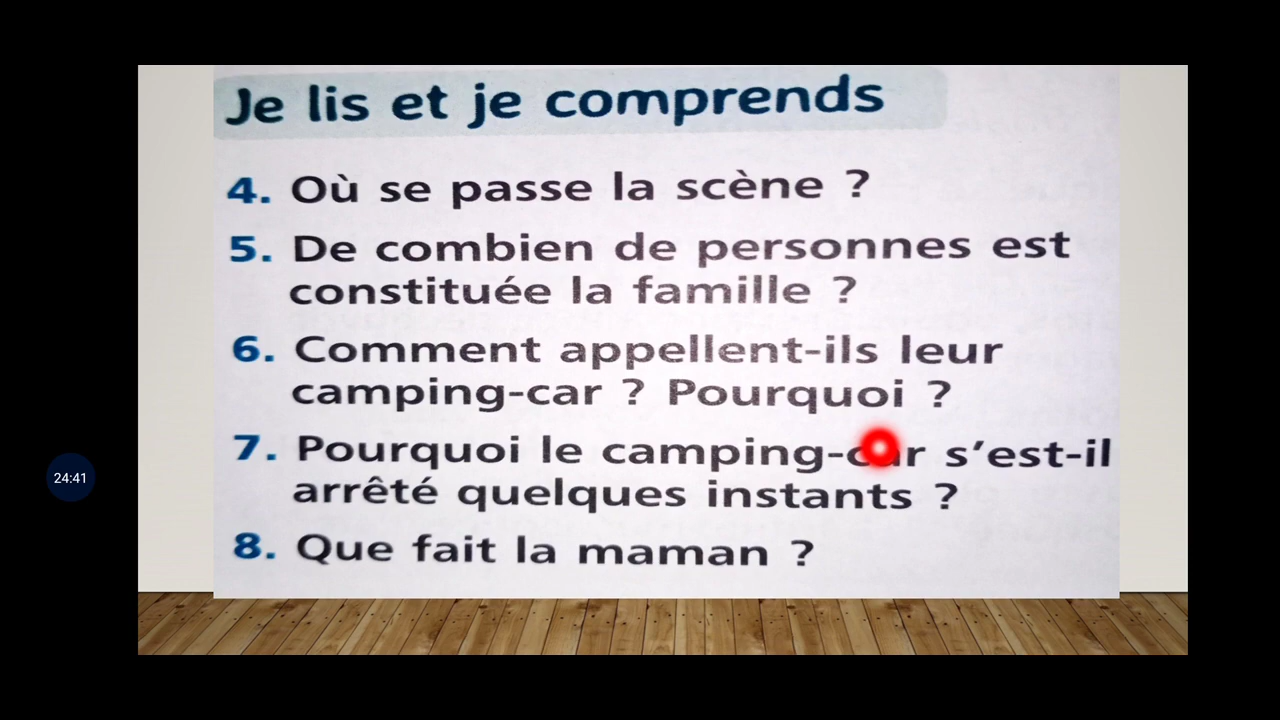 Je lis et je comprends
4. Où se passe la scène ?
5. De combien de personnes est
constituée la famille ?
6. Comment appellent-ils leur
camping-car ? Pourquoi ?
7. Pourquoi le camping-car s'est-il
arrêté quelques instants ?
8. Que fait la maman ?
24:41